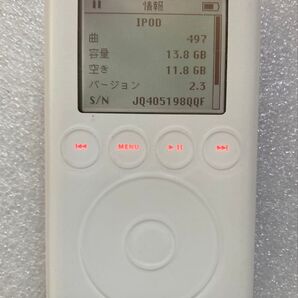 情報
IPOD
曲 497
容量 13.8 GB
空き 11.8 GB
バージョン 2.3
S/N JQ405198QQF
MENU